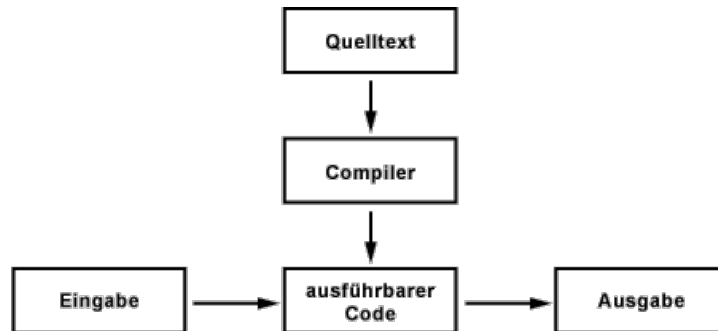 Quelltext
Compiler
Eingabe
ausführbarer
Code
Ausgabe